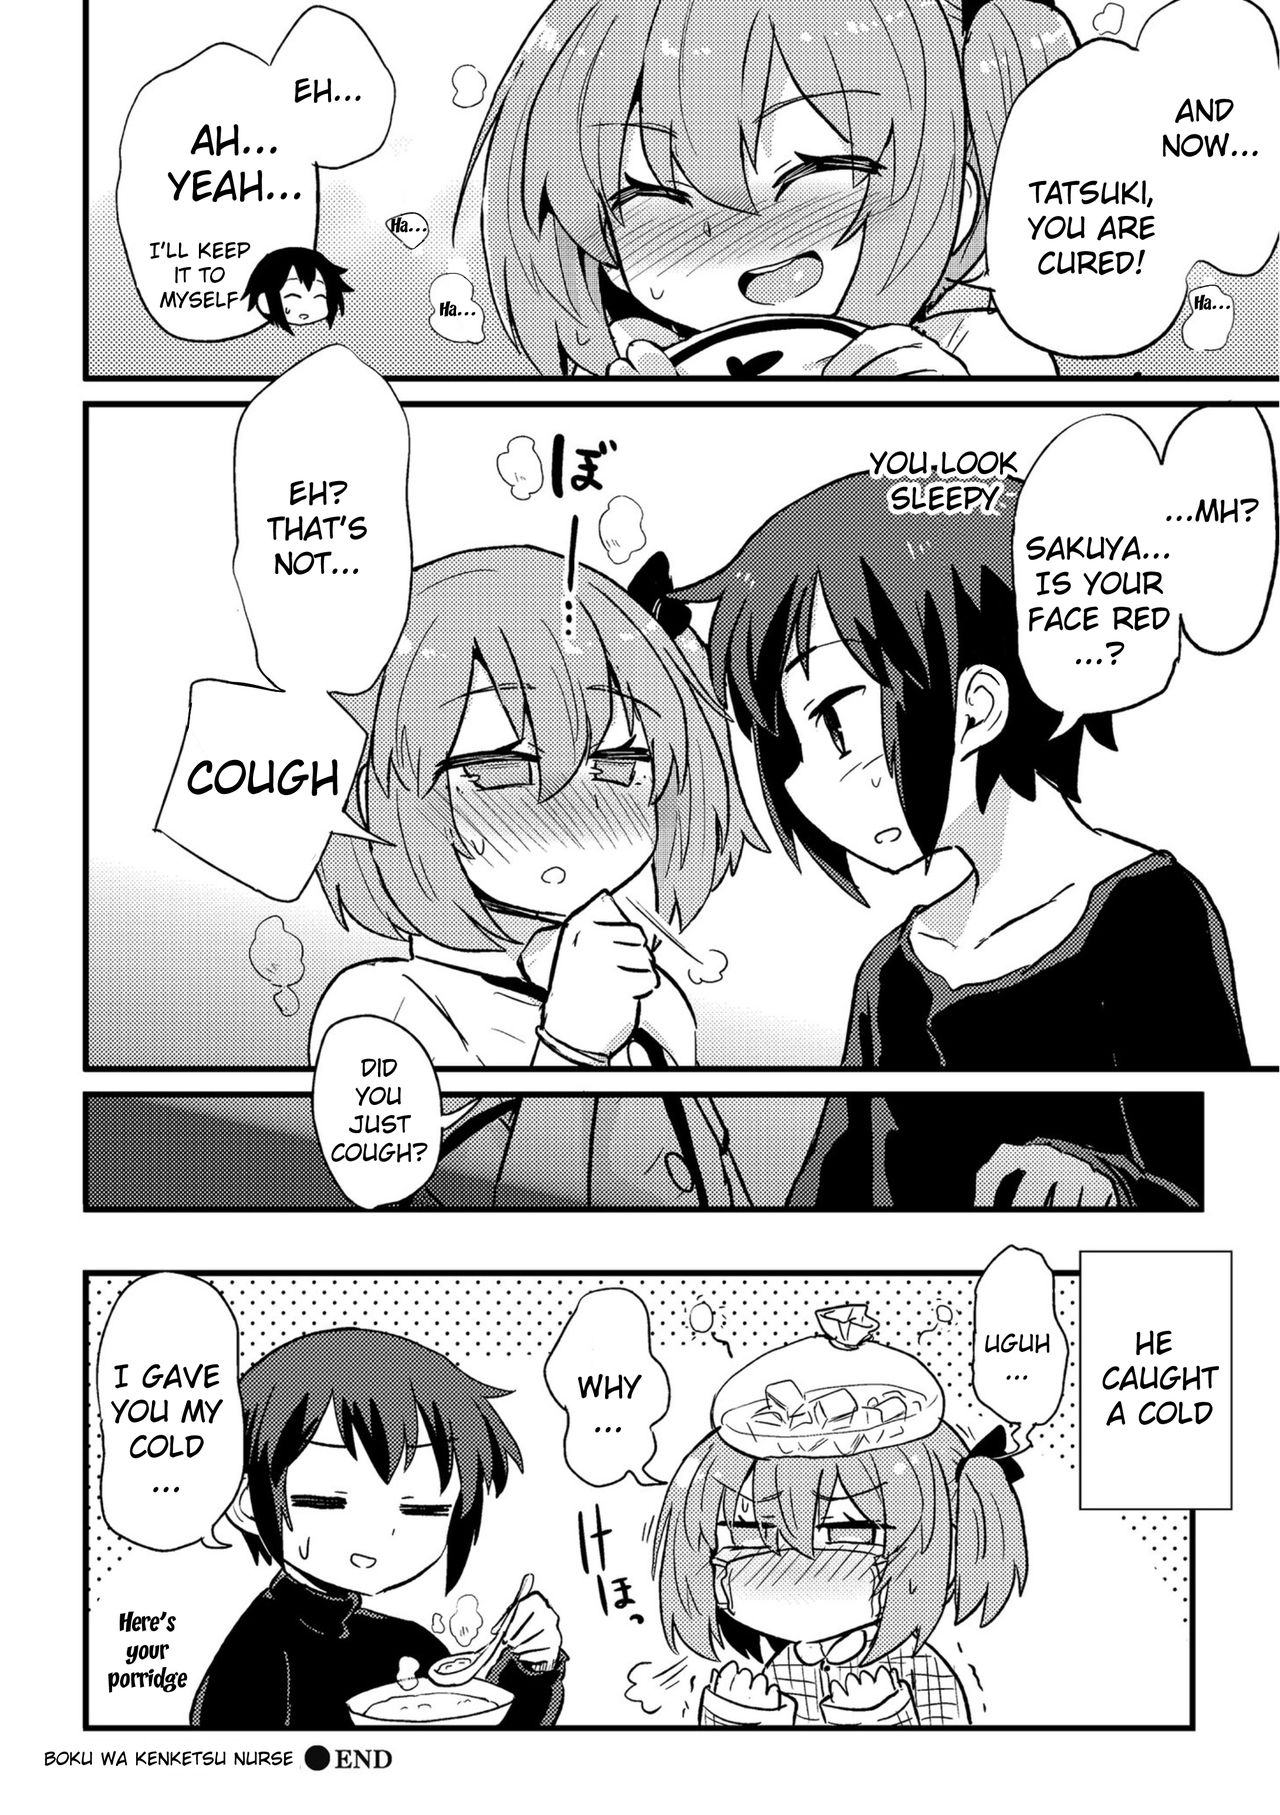 AND
NOW...
TATSUKI,
YOU ARE
CURED!
Ha...
Ha...
Ha...
EH...
AH...
YEAH...
I'LL KEEP
IT TO
MYSELF
...MH?
SAKUYA...
IS YOUR
FACE RED
...?
YOU LOOK
SLEEPY
ぼー…
EH?
THAT'S
NOT...
COUGH
DID
YOU
JUST
COUGH?
HE
CAUGHT
A COLD
UGUH
...
WHY
...
けほっ
I GAVE
YOU MY
COLD
...
Here's
your
porridge
BOKU WA KENKETSU NURSE ● END